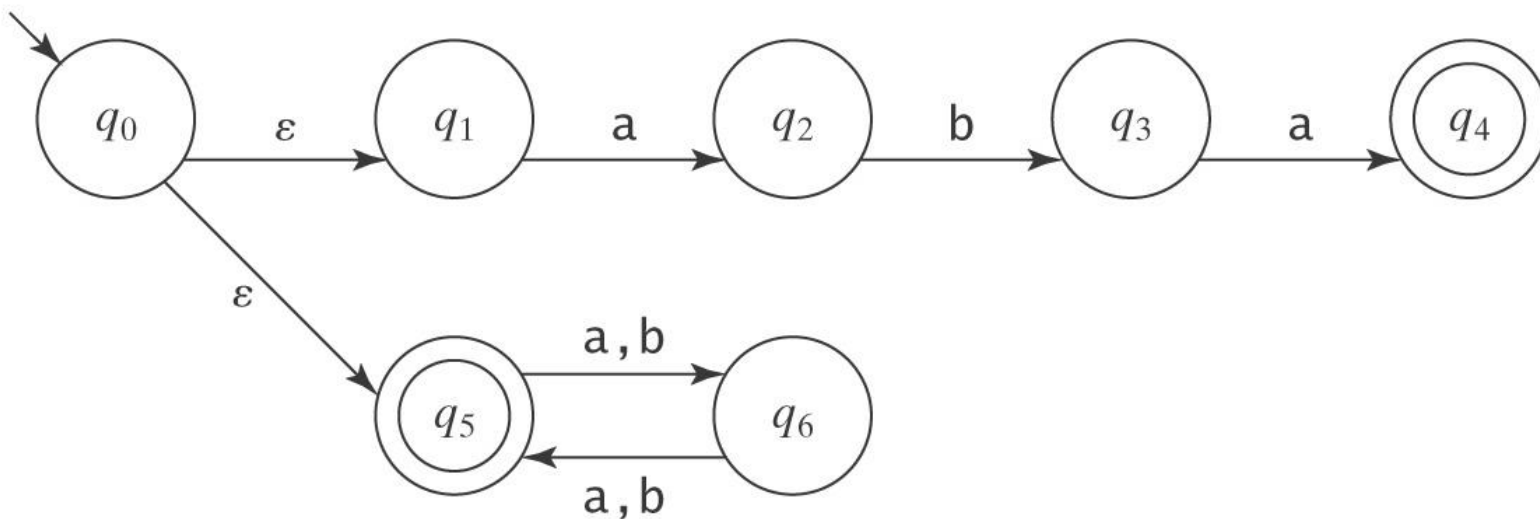 q₀ ε q₁ a q₂ b q₃ a q₄
ε
a,b
q₅ q₆
a,b